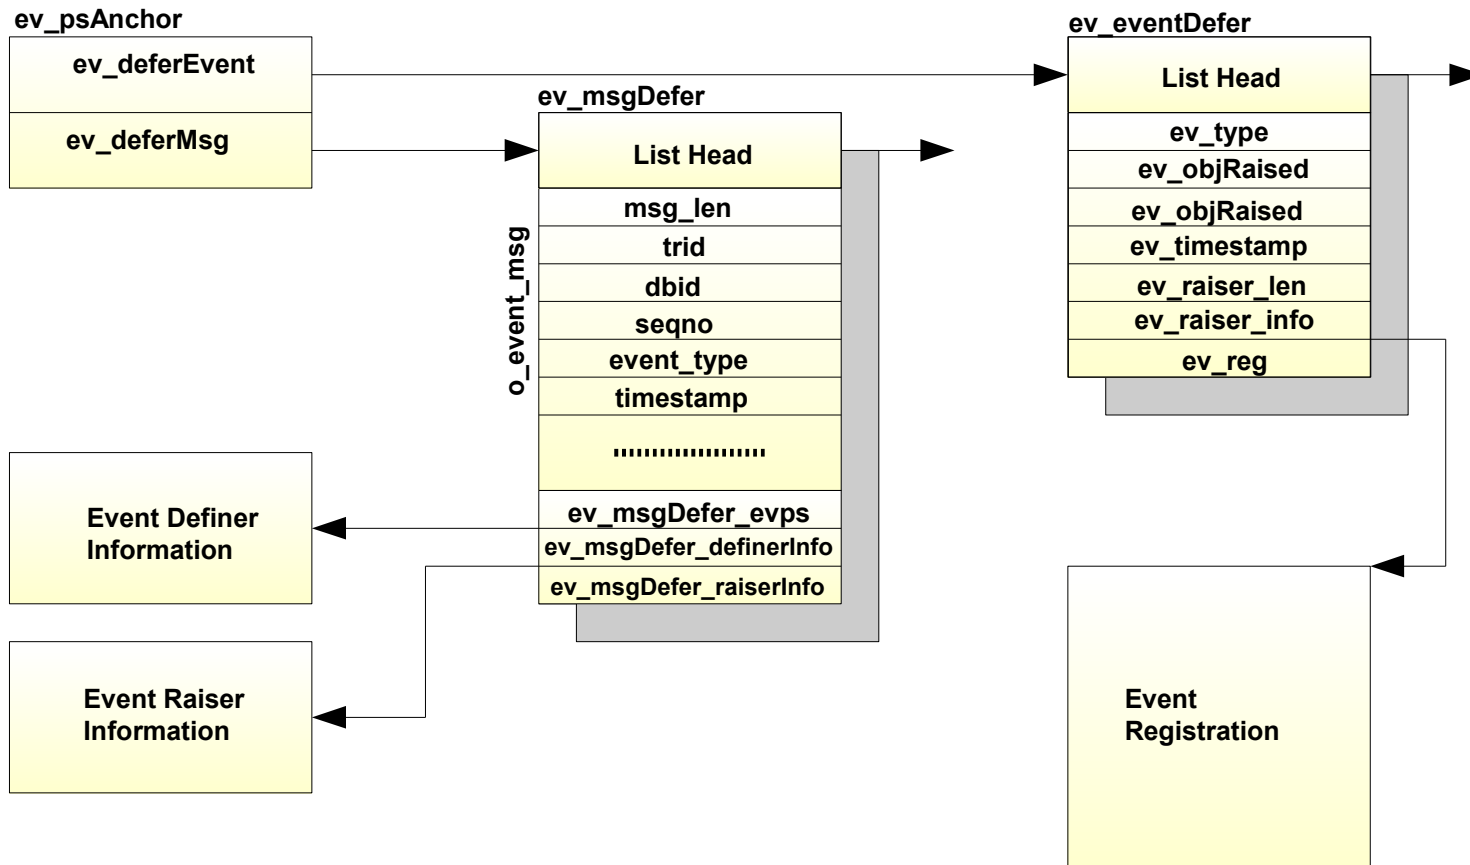 ev_psAnchor
ev_deferEvent
ev_deferMsg
ev_msgDefer
List Head
o_event_msg
msg_len
trid
dbid
seqno
event_type
timestamp
....................
ev_msgDefer_evps
ev_msgDefer_definerInfo
ev_msgDefer_raiserInfo
ev_eventDefer
List Head
ev_type
ev_objRaised
ev_objRaised
ev_timestamp
ev_raiser_len
ev_raiser_info
ev_reg
Event Definer
Information
Event Raiser
Information
Event
Registration